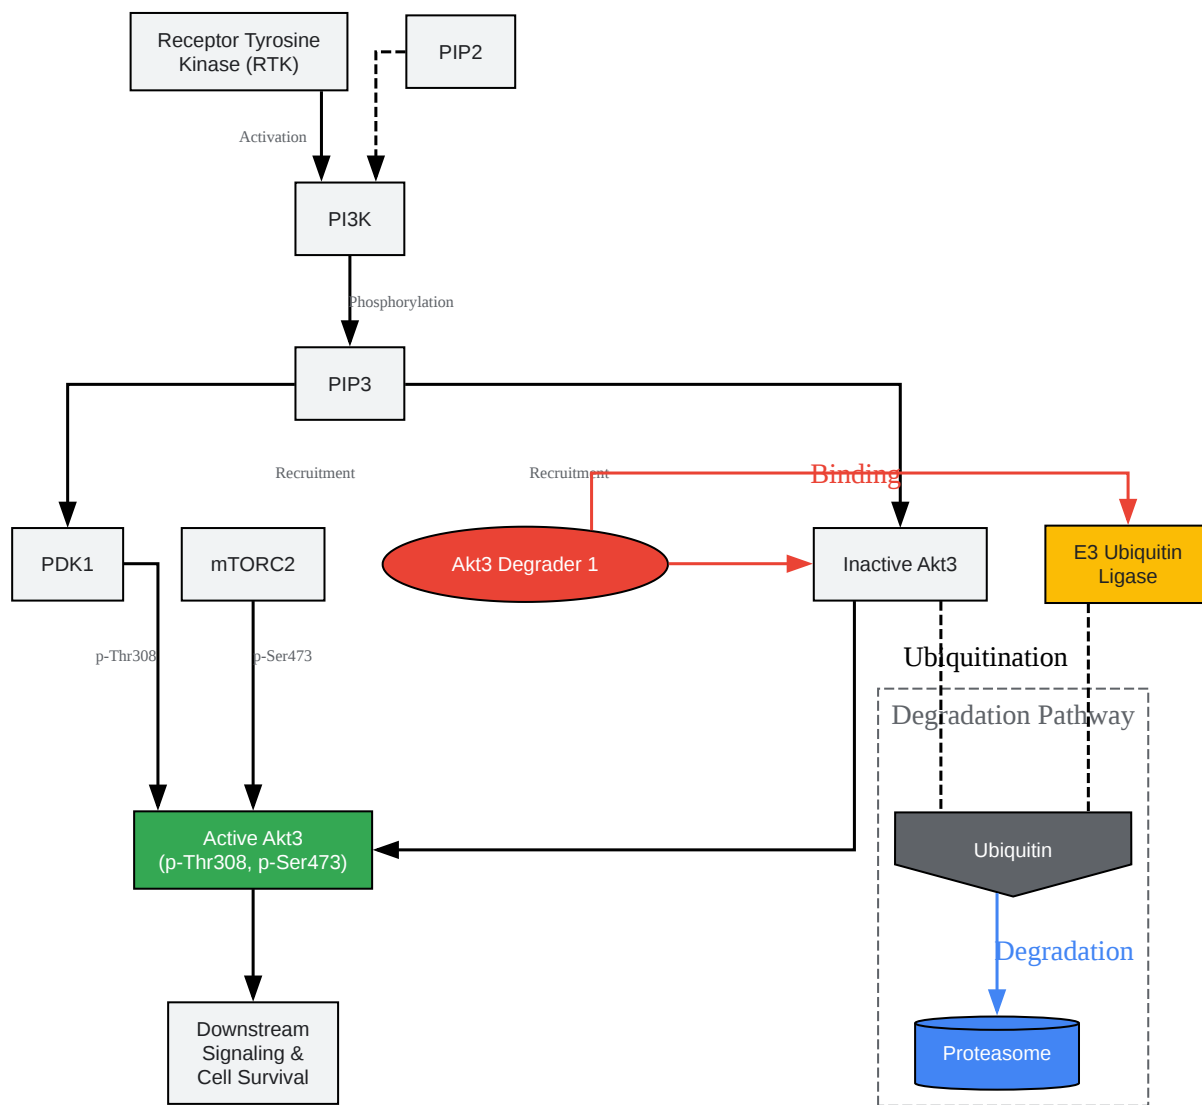 Receptor Tyrosine
Kinase (RTK)
PIP2
Activation
PI3K
Phosphorylation
PIP3
Recruitment
Recruitment
Binding
PDK1
mTORC2
Akt3 Degrader 1
Inactive Akt3
E3 Ubiquitin
Ligase
p-Thr308
p-Ser473
Ubiquitination
Degradation Pathway
Active Akt3
(p-Thr308, p-Ser473)
Ubiquitin
Degradation
Downstream
Signaling &
Cell Survival
Proteasome